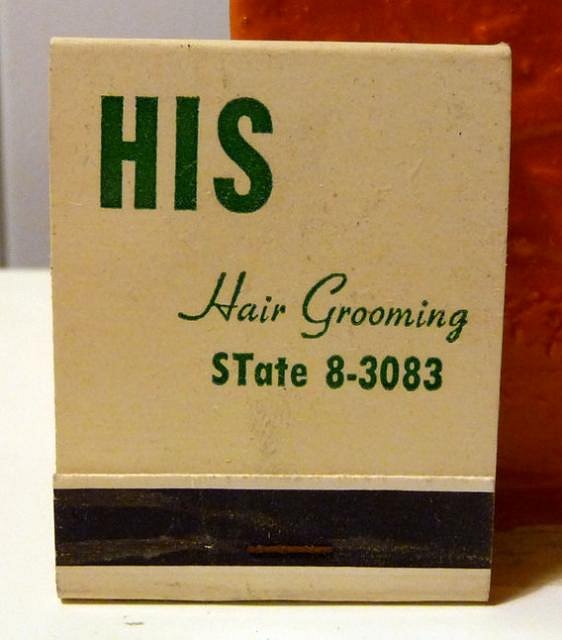 HIS
Hair Grooming
STate 8-3083